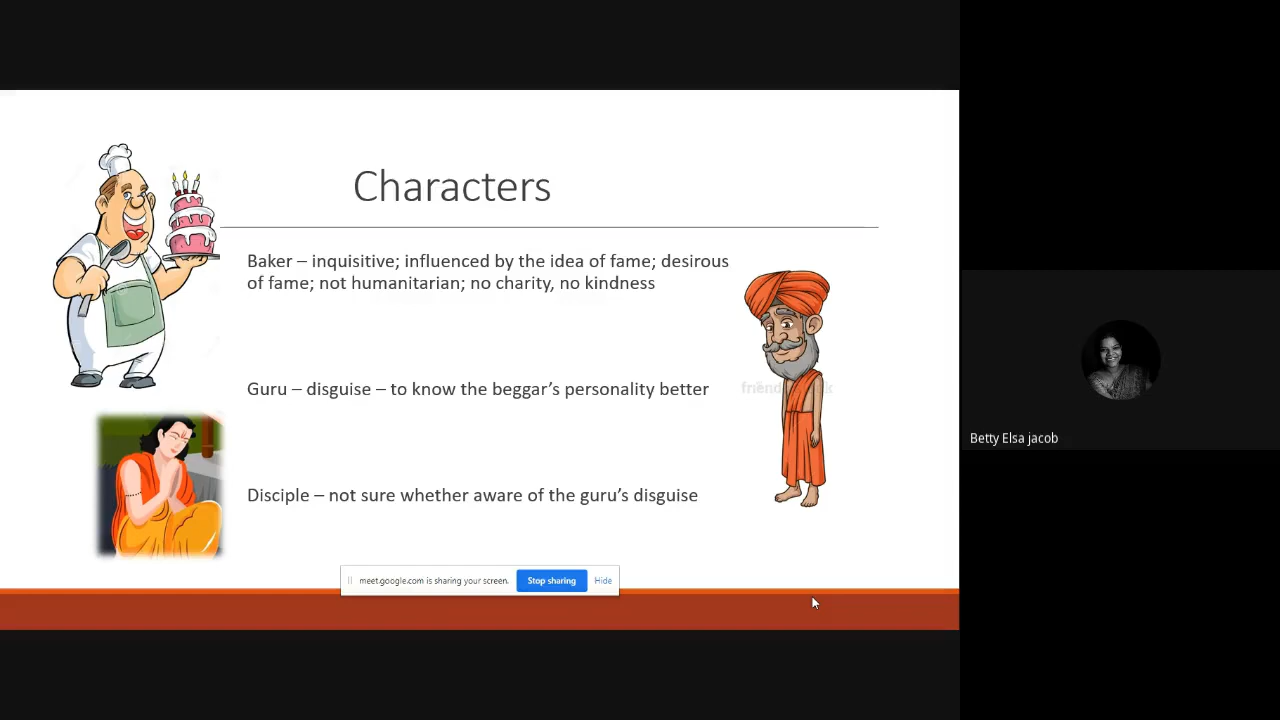 Characters
Baker – inquisitive; influenced by the idea of fame; desirous
of fame; not humanitarian; no charity, no kindness
Guru – disguise – to know the beggar’s personality better
Disciple – not sure whether aware of the guru’s disguise
meet.google.com is sharing your screen. Stop sharing Hide
Betty Elsa jacob